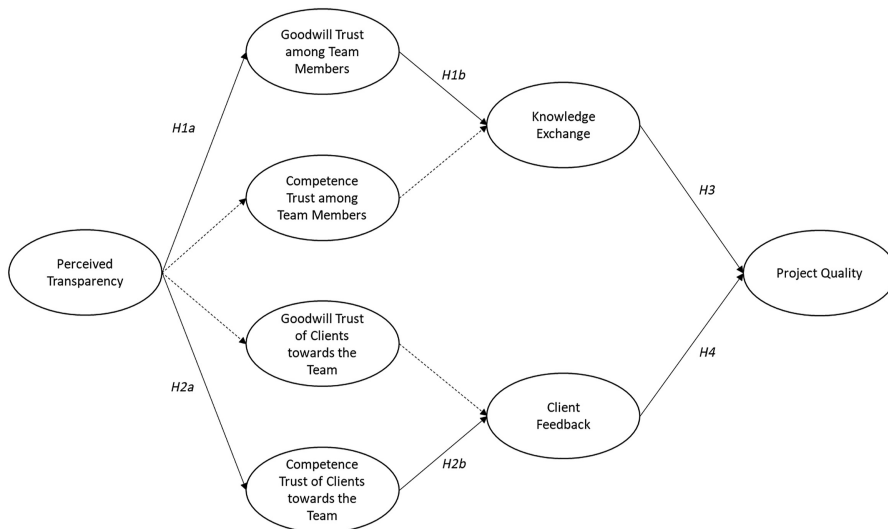 Goodwill Trust
among Team
Members
H1b
Knowledge
Exchange
H1a
Competence
Trust among
Team Members
H3
Perceived
Transparency
Project Quality
Goodwill Trust
of Clients
towards the
Team
H2a
H4
Client
Feedback
H2b
Competence
Trust of Clients
towards the
Team